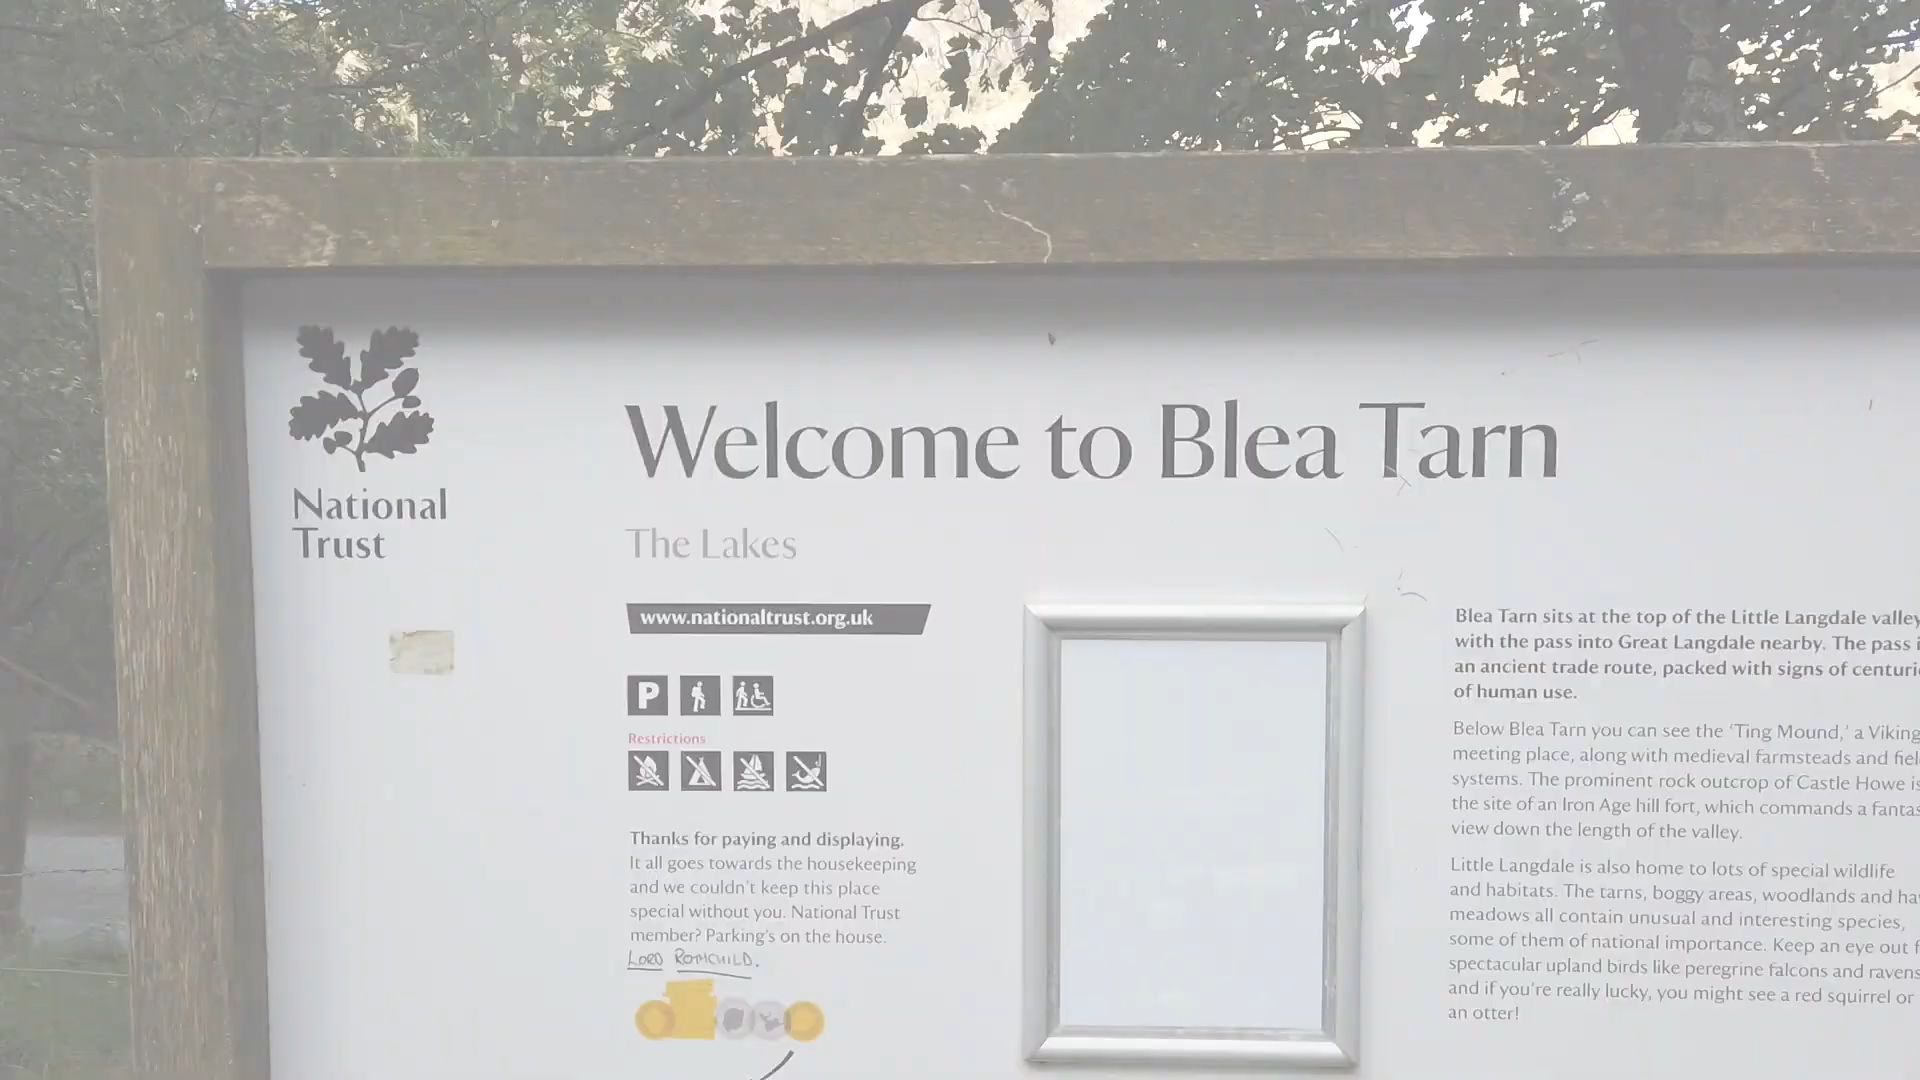 National
Trust
Welcome to Blea Tarn
The Lakes
www.nationaltrust.org.uk
P
Restrictions
Thanks for paying and displaying.
It all goes towards the housekeeping
and we couldn't keep this place
special without you. National Trust
member? Parking's on the house.
LORD ROTHCHILD.
Blea Tarn sits at the top of the Little Langdale valley
with the pass into Great Langdale nearby. The pass
an ancient trade route, packed with signs of
of human use.
Below Blea Tarn you can see the 'Ting Mound,' a Viking
meeting place, along with medieval farmsteads and
systems. The prominent rock outcrop of Castle Howe is
the site of an Iron Age hill fort, which commands a
view down the length of the valley.
Little Langdale is also home to lots of special wildlife
and habitats. The tarns, boggy areas, woodlands and
meadows all contain unusual and interesting species,
some of them of national importance. Keep an eye out
spectacular upland birds like peregrine falcons and ravens
and if you're really lucky, you might see a red squirrel or
an otter!